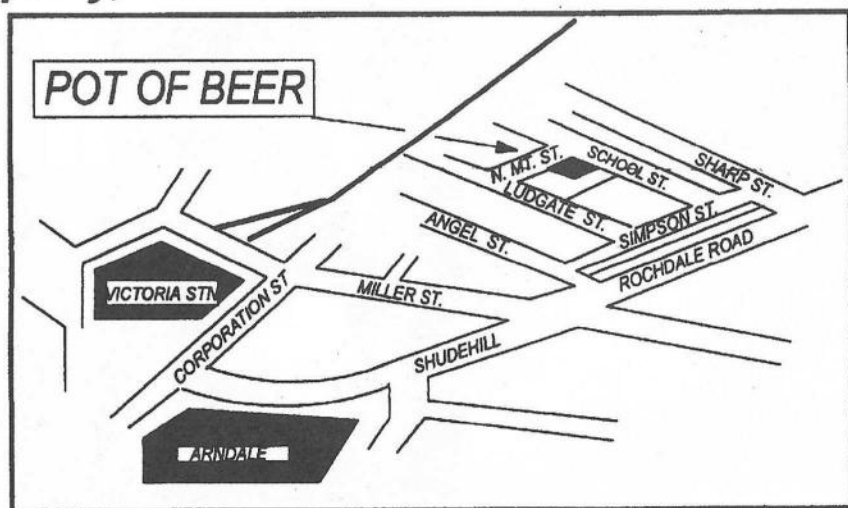 POT OF BEER
N. MT. ST.
SCHOOL ST.
SHARP ST.
LUDGATE ST.
SIMPSON ST.
ANGEL ST.
ROCHDALE ROAD
VICTORIA STN
CORPORATION ST
MILLER ST.
SHUDEHILL
ARNDALE